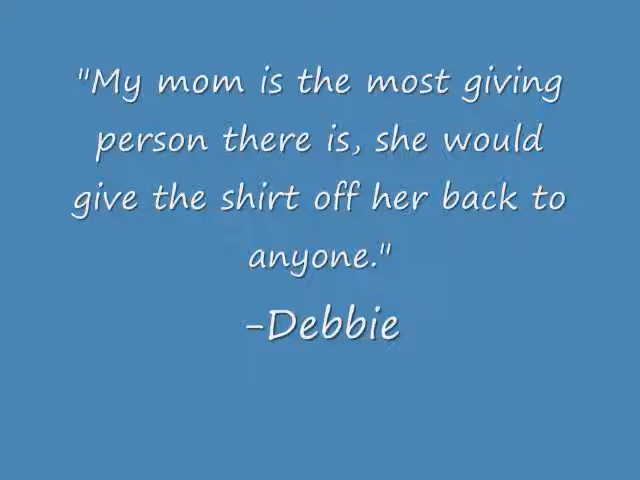 "My mom is the most giving
person there is, she would
give the shirt off her back to
anyone."
-Debbie